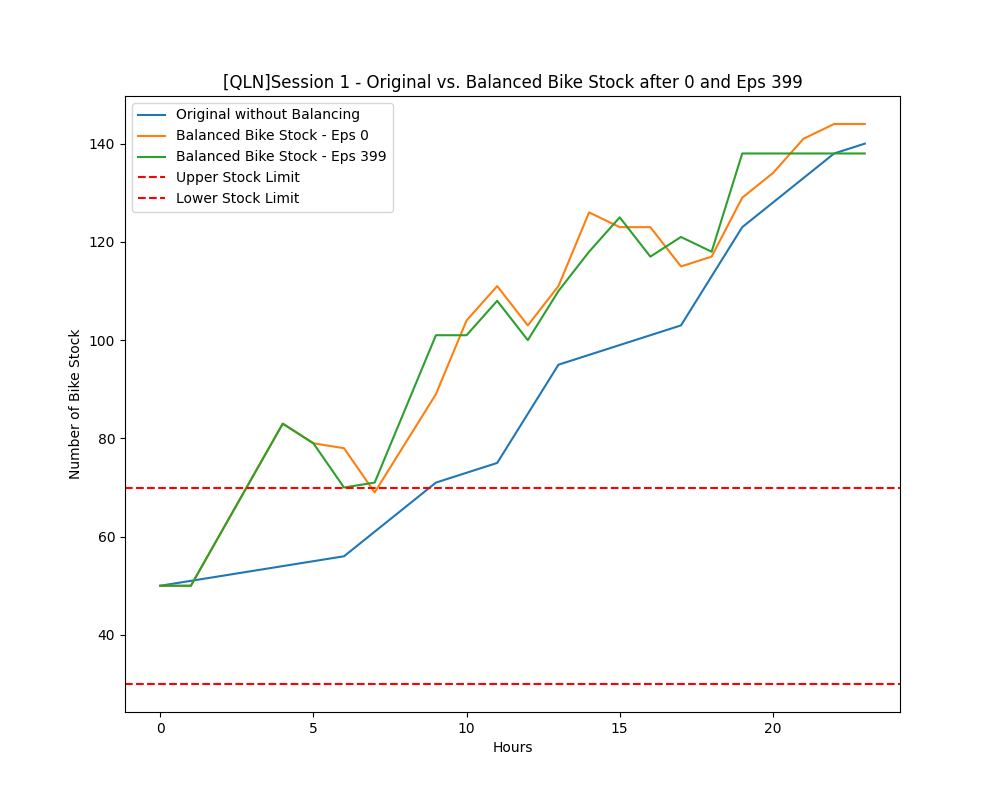 [QLN]Session 1 - Original vs. Balanced Bike Stock after 0 and Eps 399
Original without Balancing
Balanced Bike Stock - Eps 0
Balanced Bike Stock - Eps 399
Upper Stock Limit
Lower Stock Limit
140
120
100
80
60
40
Number of Bike Stock
0 5 10 15 20
Hours